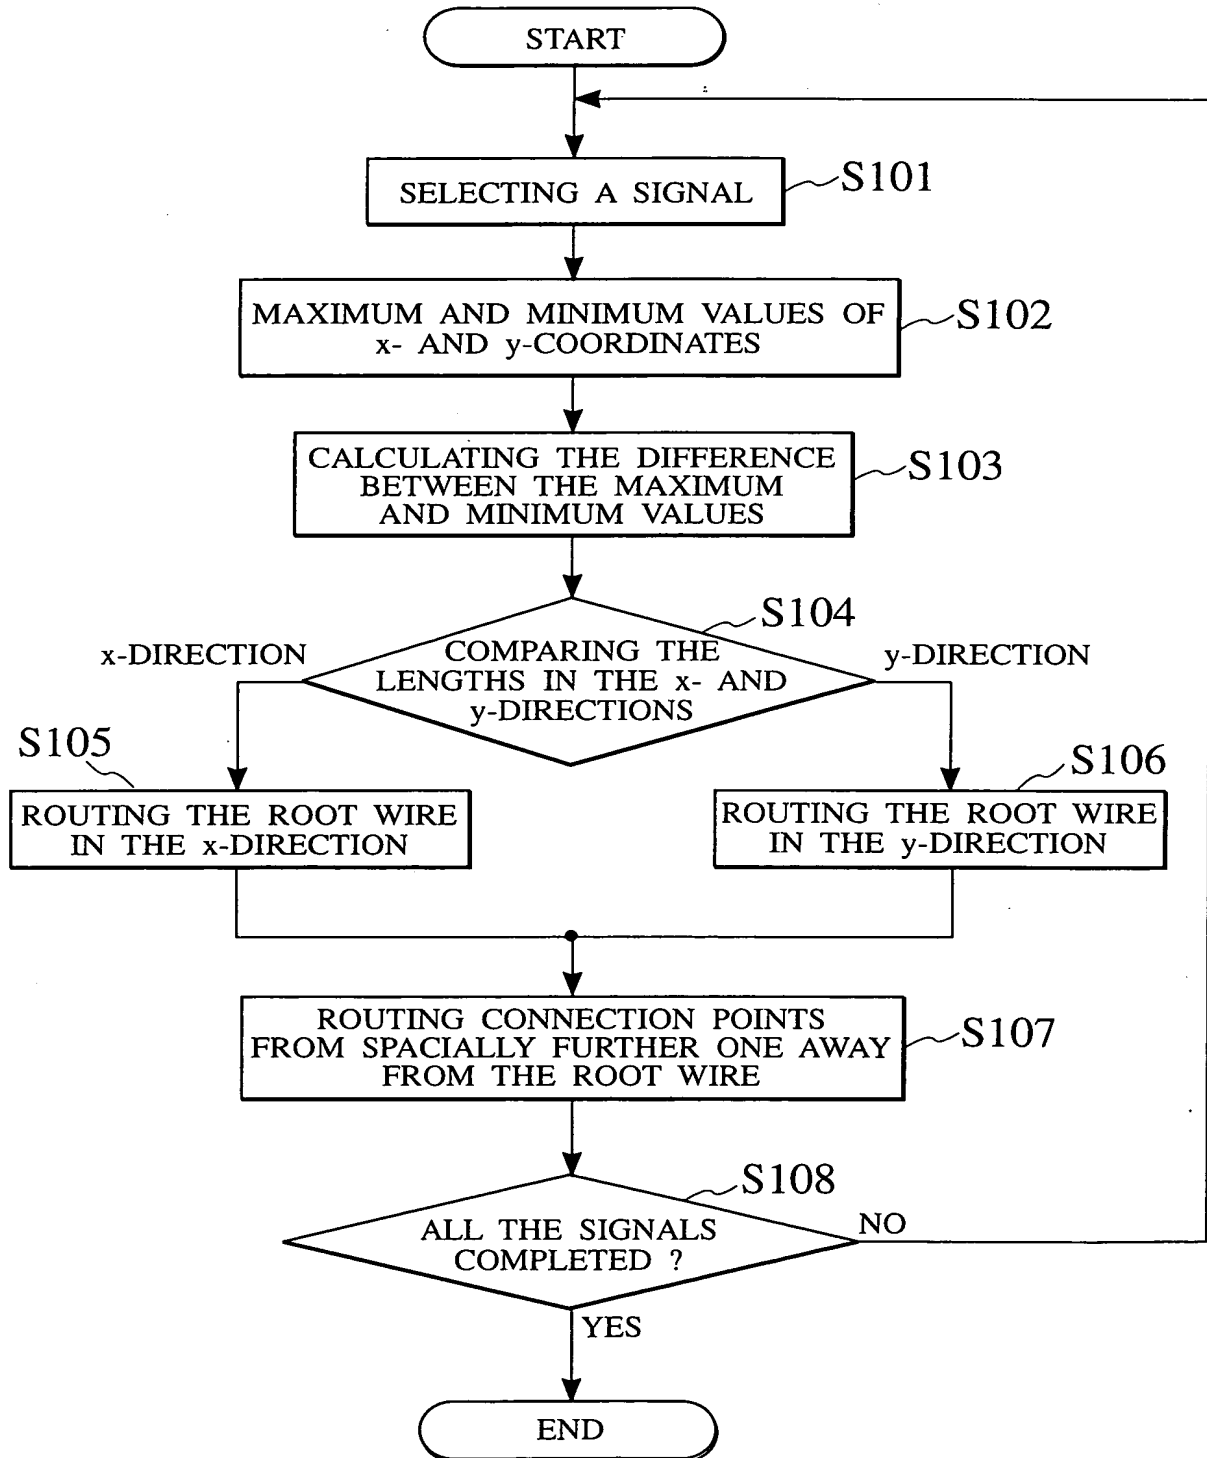 START
SELECTING A SIGNAL
S101
MAXIMUM AND MINIMUM VALUES OF
x- AND y-COORDINATES
S102
CALCULATING THE DIFFERENCE
BETWEEN THE MAXIMUM
AND MINIMUM VALUES
S103
S104
COMPARING THE
LENGTHS IN THE x- AND
y-DIRECTIONS
x-DIRECTION
y-DIRECTION
S105
ROUTING THE ROOT WIRE
IN THE x-DIRECTION
S106
ROUTING THE ROOT WIRE
IN THE y-DIRECTION
ROUTING CONNECTION POINTS
FROM SPACIALLY FURTHER ONE AWAY
FROM THE ROOT WIRE
S107
S108
ALL THE SIGNALS
COMPLETED ?
NO
YES
END